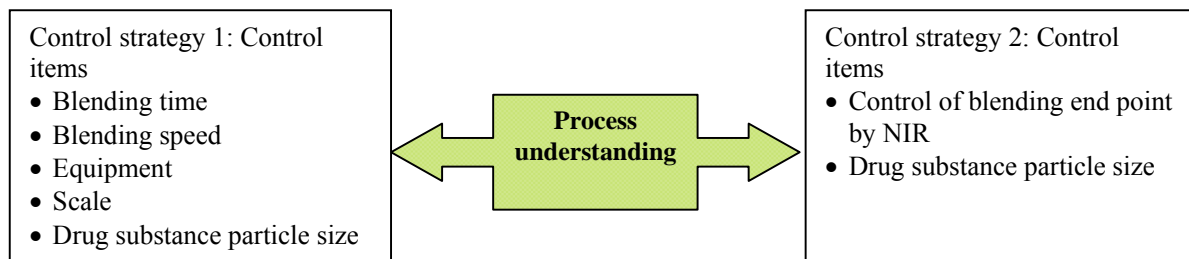 Control strategy 1: Control
items
• Blending time
• Blending speed
• Equipment
• Scale
• Drug substance particle size
Process
understanding
Control strategy 2: Control
items
• Control of blending end point
by NIR
• Drug substance particle size